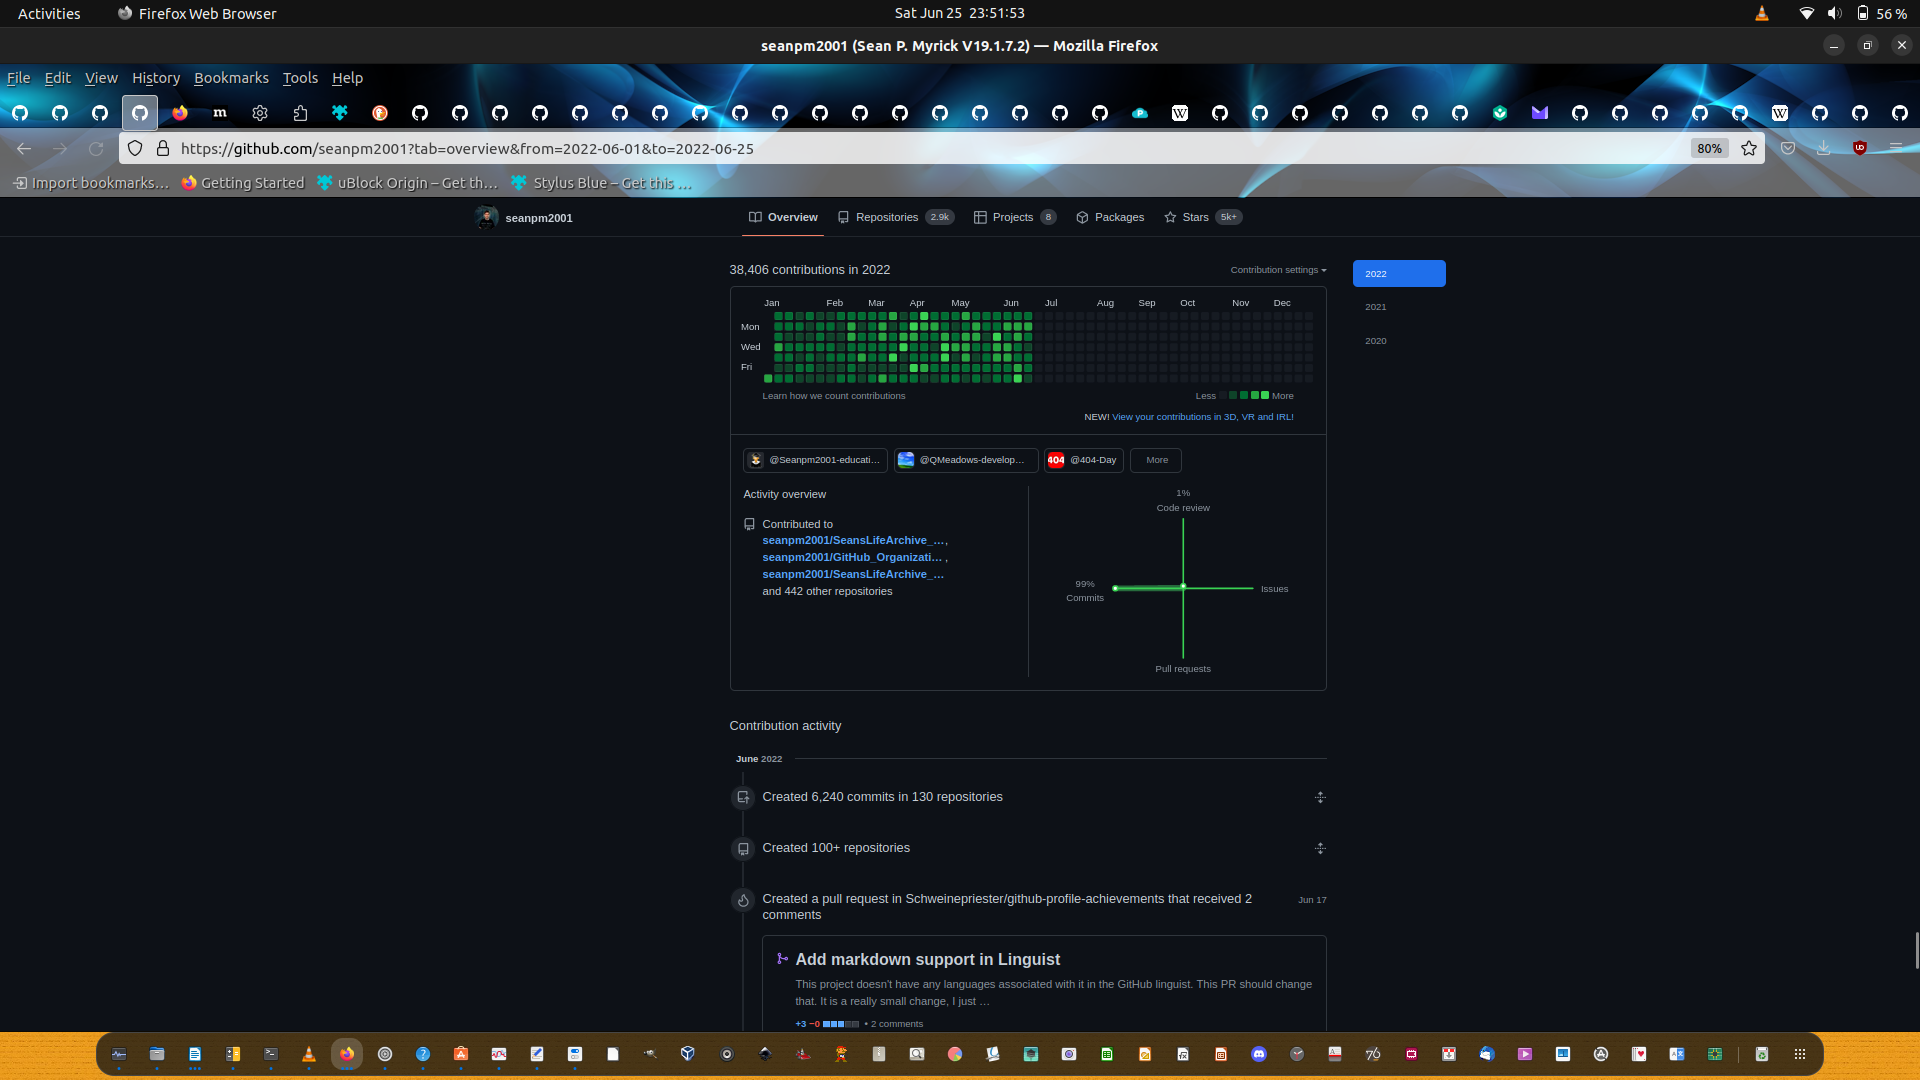 Activities
Firefox Web Browser
Sat Jun 25 23:51:53
56 %
seanpm2001 (Sean P. Myrick V19.1.7.2) — Mozilla Firefox
File Edit View History Bookmarks Tools Help
https://github.com/seanpm2001?tab=overview&from=2022-06-01&to=2022-06-25
80%
Import bookmarks…
Getting Started
uBlock Origin – Get th…
Stylus Blue – Get this …
seanpm2001
Overview
Repositories 2.9k
Projects 8
Packages
Stars 5k+
38,406 contributions in 2022
Contribution settings
2022
2021
2020
Jan Feb Mar Apr May Jun Jul Aug Sep Oct Nov Dec
Mon
Wed
Fri
Learn how we count contributions
Less More
NEW! View your contributions in 3D, VR and IRL!
@Seanpm2001-educati…
@QMeadows-develop…
404 @404-Day
More
Activity overview
Contributed to
seanpm2001/SeansLifeArchive_…,
seanpm2001/GitHub_Organizati… ,
seanpm2001/SeansLifeArchive_…
and 442 other repositories
1%
Code review
99%
Commits
Issues
Pull requests
Contribution activity
June 2022
Created 6,240 commits in 130 repositories
Created 100+ repositories
Created a pull request in Schweinepriester/github-profile-achievements that received 2
comments
Jun 17
Add markdown support in Linguist
This project doesn't have any languages associated with it in the GitHub linguist. This PR should change
that. It is a really small change, I just …
+3 −0 • 2 comments